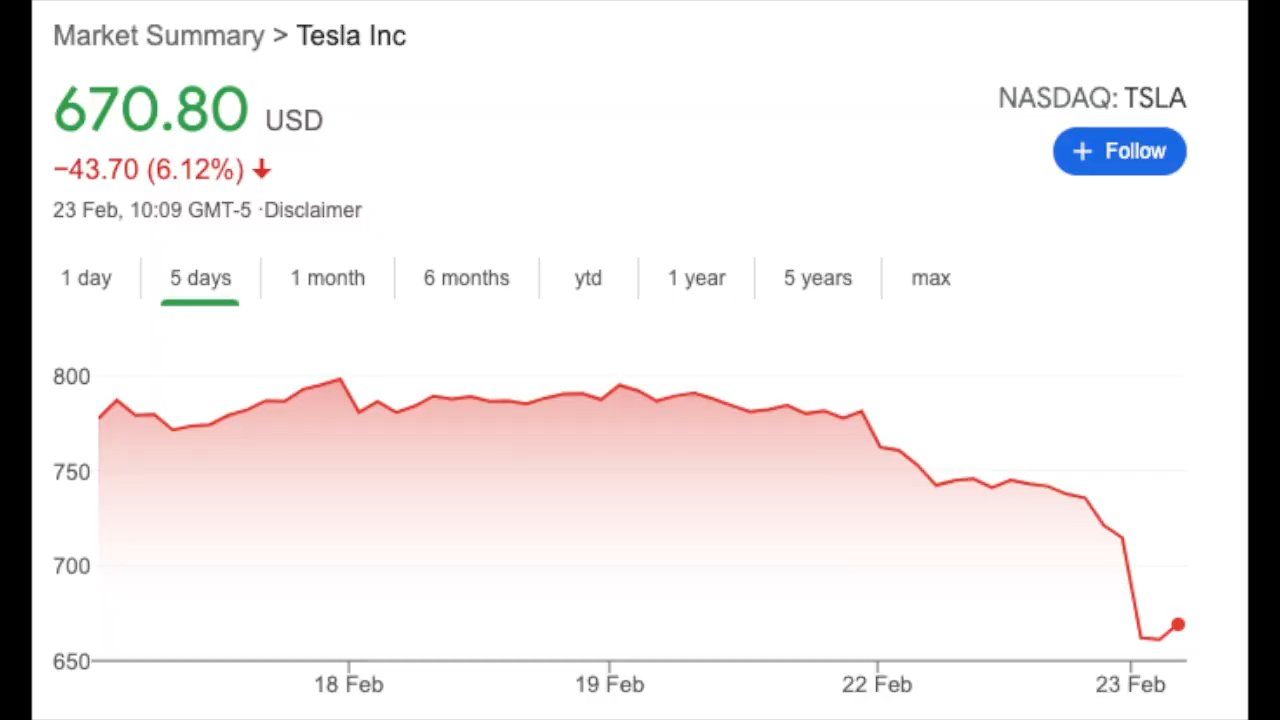 Market Summary > Tesla Inc
670.80 USD
NASDAQ: TSLA
−43.70 (6.12%) ↓
+ Follow
23 Feb, 10:09 GMT-5 ·Disclaimer
1 day 5 days 1 month 6 months ytd 1 year 5 years max
800
750
700
650
18 Feb 19 Feb 22 Feb 23 Feb